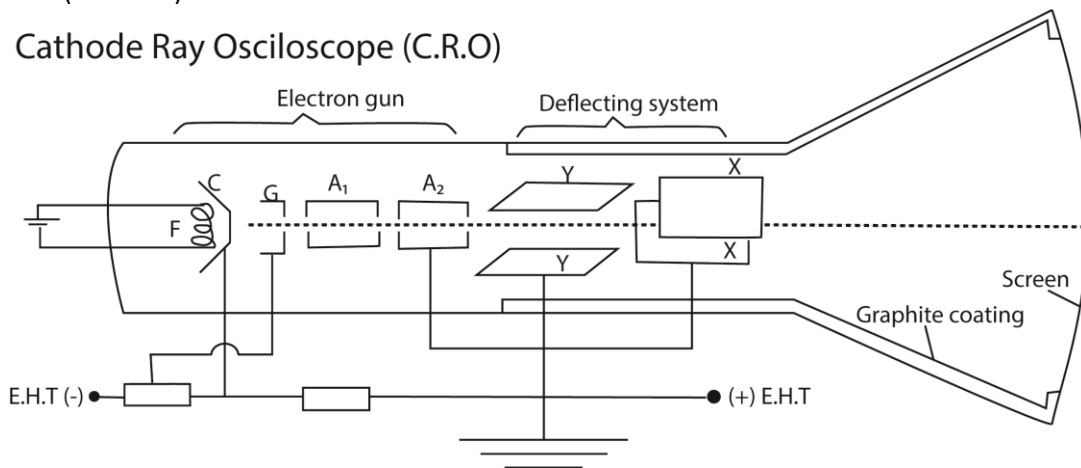 Cathode Ray Osciloscope (C.R.O)
Electron gun
Deflecting system
C
G
A₁
A₂
Y
X
F
Y
X
Screen
Graphite coating
E.H.T (-)
(+) E.H.T